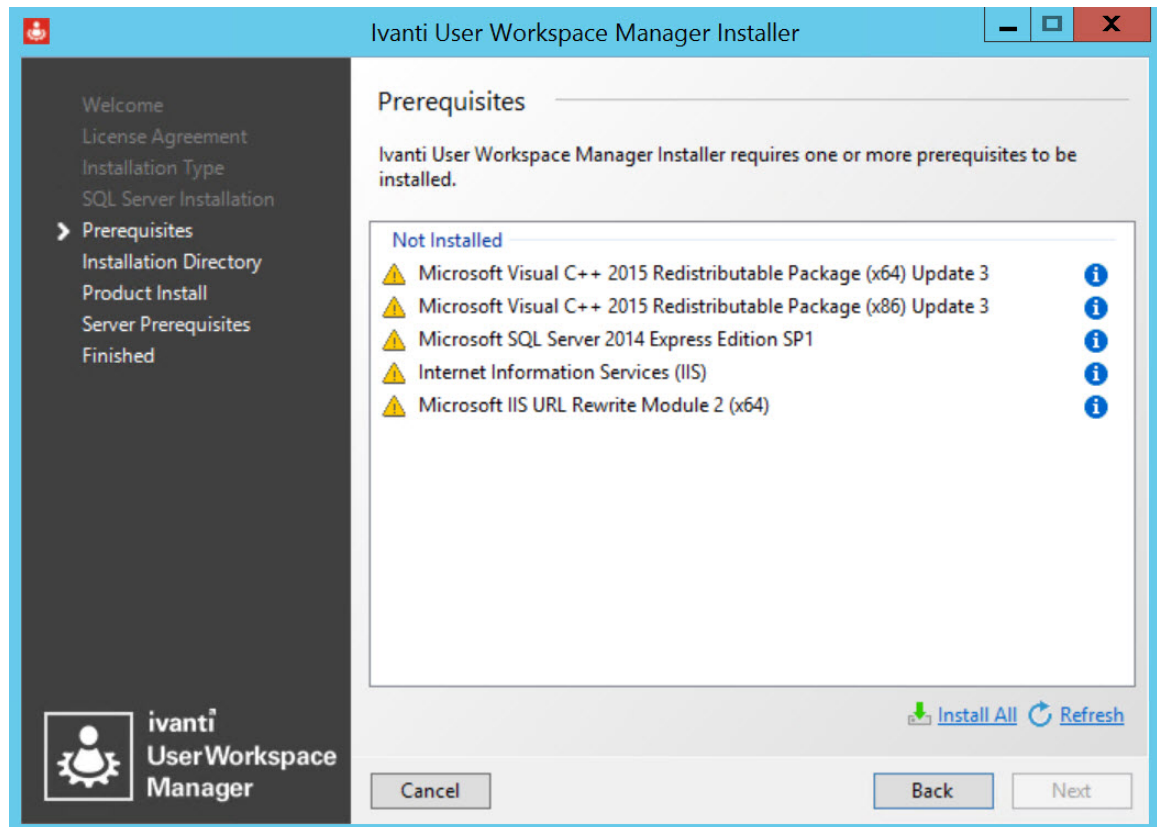 Ivanti User Workspace Manager Installer
Welcome
License Agreement
Installation Type
SQL Server Installation
Prerequisites
Installation Directory
Product Install
Server Prerequisites
Finished
ivanti
User Workspace
Manager
Prerequisites
Ivanti User Workspace Manager Installer requires one or more prerequisites to be
installed.
Not Installed
Microsoft Visual C++ 2015 Redistributable Package (x64) Update 3
Microsoft Visual C++ 2015 Redistributable Package (x86) Update 3
Microsoft SQL Server 2014 Express Edition SP1
Internet Information Services (IIS)
Microsoft IIS URL Rewrite Module 2 (x64)
Install All Refresh
Cancel Back Next